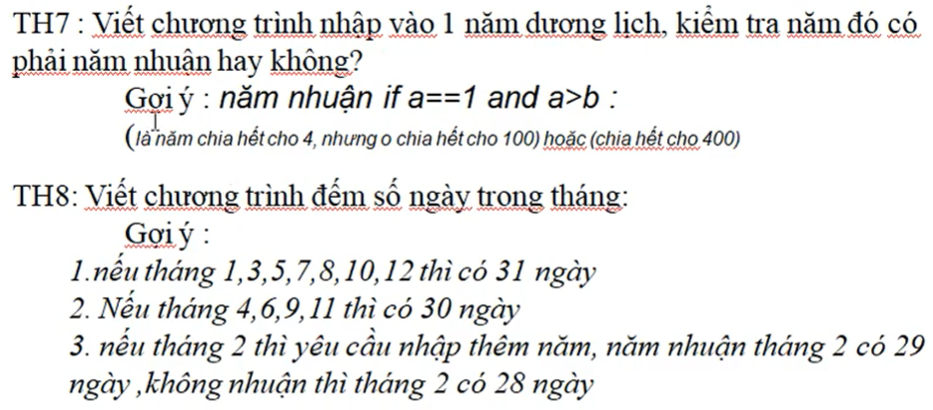 TH7 : Viết chương trình nhập vào 1 năm dương lịch, kiểm tra năm đó có
phải năm nhuận hay không?
Gợi ý : năm nhuận if a==1 and a>b :
(là năm chia hết cho 4, nhưng o chia hết cho 100) hoặc (chia hết cho 400)
TH8: Viết chương trình đếm số ngày trong tháng:
Gợi ý :
1.nếu tháng 1,3,5,7,8,10,12 thì có 31 ngày
2. Nếu tháng 4,6,9,11 thì có 30 ngày
3. nếu tháng 2 thì yêu cầu nhập thêm năm, năm nhuận tháng 2 có 29
ngày ,không nhuận thì tháng 2 có 28 ngày